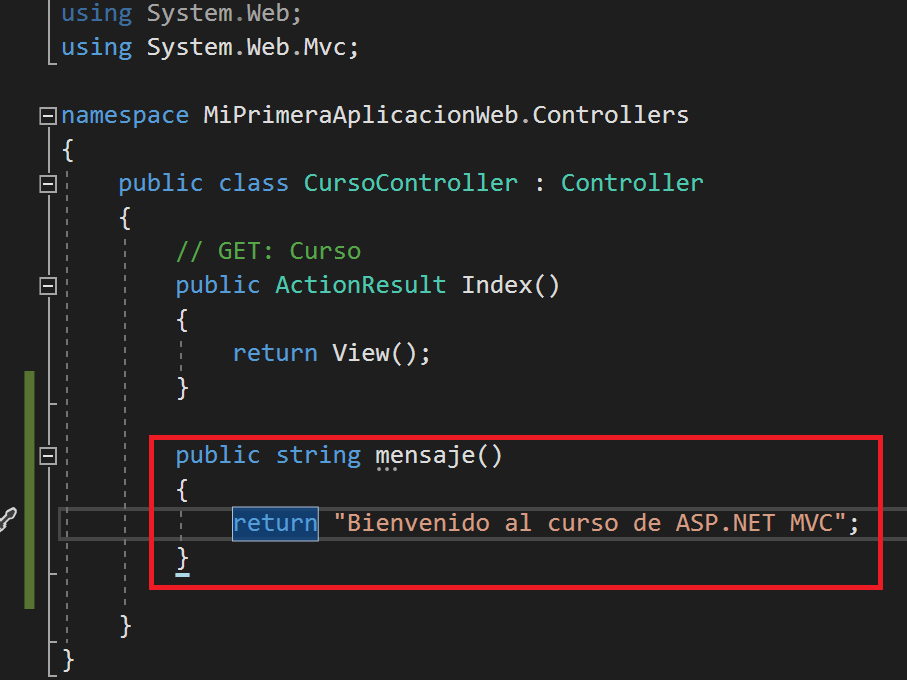 using System.Web;
using System.Web.Mvc;
namespace MiPrimeraAplicacionWeb.Controllers
{
public class CursoController : Controller
{
// GET: Curso
public ActionResult Index()
{
return View();
}
public string mensaje()
{
return "Bienvenido al curso de ASP.NET MVC";
}
}
}